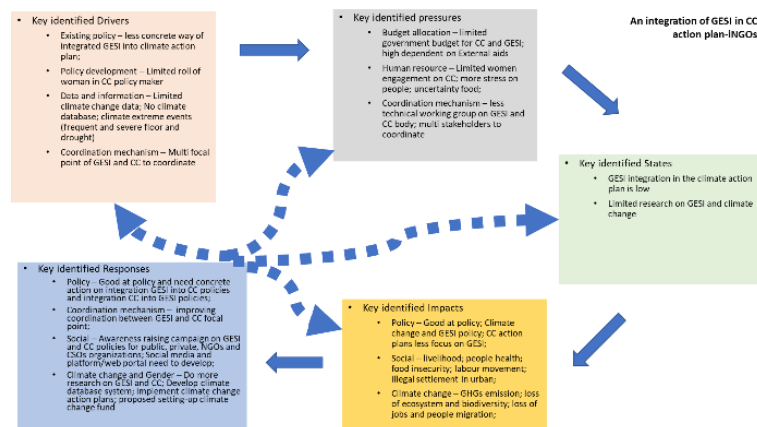 Key identified Drivers
Existing policy – less concrete way of
integrated GESI into climate action
plan;
Policy development – Limited roll of
woman in CC policy maker
Data and information – Limited
climate change data; No climate
database; climate extreme events
(frequent and severe floor and
drought)
Coordination mechanism – Multi focal
point of GESI and CC to coordinate
Key identified pressures
Budget allocation – limited
government budget for CC and GESI;
high dependent on External aids
Human resource – Limited women
engagement on CC; more stress on
people; uncertainty food;
Coordination mechanism – less
technical working group on GESI and
CC body; multi stakeholders to
coordinate
An integration of GESI in CC
action plan-iNGOs
Key identified States
GESI integration in the climate action
plan is low
Limited research on GESI and climate
change
Key identified Responses
Policy – Good at policy and need concrete
action on integration GESI into CC policies
and integration CC into GESI policies;
Coordination mechanism – improving
coordination between GESI and CC focal
point;
Social – Awareness raising campaign on GESI
and CC policies for public, private, NGOs and
CSOs organizations; Social media and
platform/web portal need to develop;
Climate change and Gender – Do more
research on GESI and CC; Develop climate
database system; implement climate change
action plans; proposed setting-up climate
change fund
Key identified Impacts
Policy – Good at policy; Climate
change and GESI policy; CC action
plans less focus on GESI;
Social – livelihood; people health;
food insecurity; labour movement;
illegal settlement in urban;
Climate change – GHGs emission; loss
of ecosystem and biodiversity; loss of
jobs and people migration;